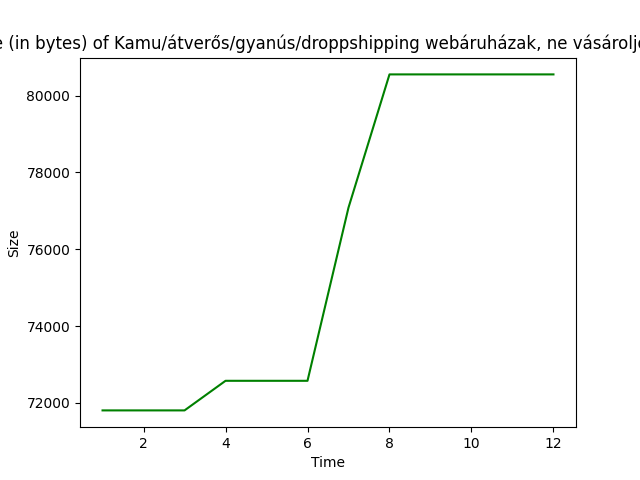 e (in bytes) of Kamu/átverős/gyanús/droppshipping webáruházak, ne vásárolj
80000
78000
76000
74000
72000
Size
2 4 6 8 10 12
Time